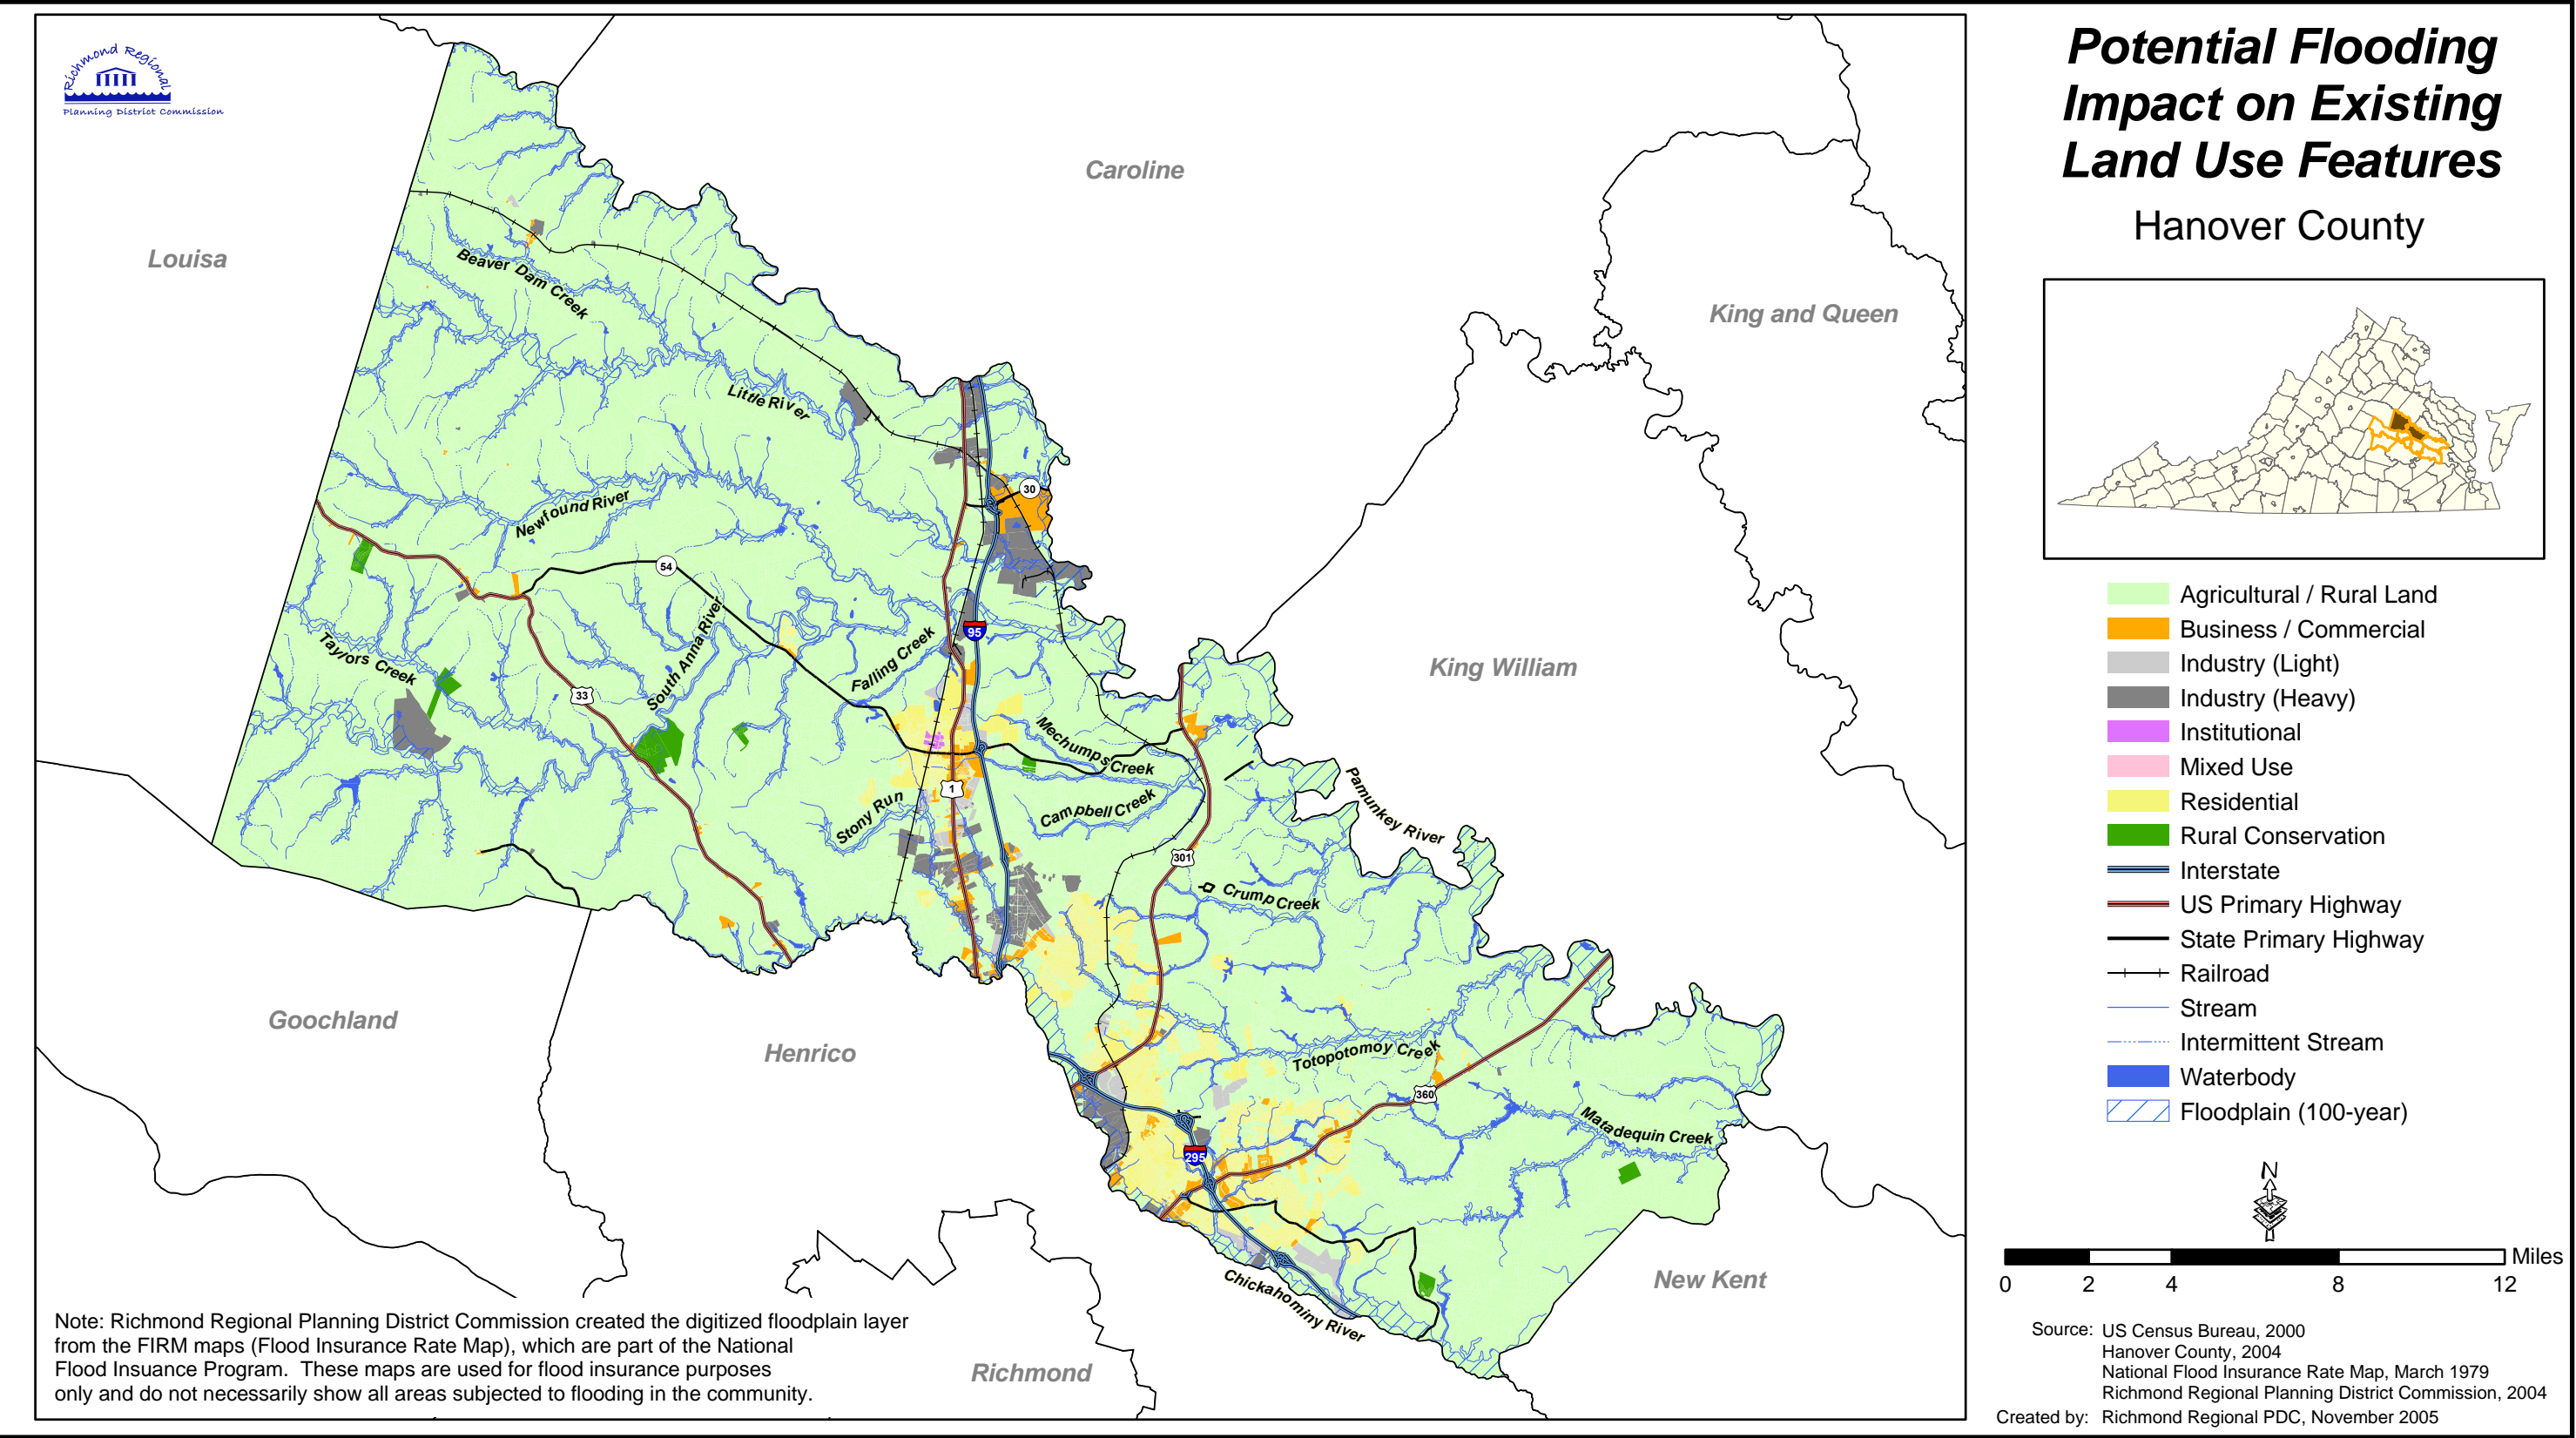 Richmond Regional
Planning District Commission
Potential Flooding
Impact on Existing
Land Use Features
Hanover County
Caroline
Louisa
King and Queen
King William
Goochland
Henrico
Richmond
New Kent
Beaver Dam Creek
Little River
Newfound River
Taylors Creek
South Anna River
Falling Creek
Stony Run
Mechumps Creek
Campbell Creek
Pamunkey River
Crump Creek
Totopotomoy Creek
Matadequin Creek
Chickahominy River
30
54
95
33
1
301
360
295
Agricultural / Rural Land
Business / Commercial
Industry (Light)
Industry (Heavy)
Institutional
Mixed Use
Residential
Rural Conservation
Interstate
US Primary Highway
State Primary Highway
Railroad
Stream
Intermittent Stream
Waterbody
Floodplain (100-year)
N
Miles
0 2 4 8 12
Note: Richmond Regional Planning District Commission created the digitized floodplain layer
from the FIRM maps (Flood Insurance Rate Map), which are part of the National
Flood Insuance Program. These maps are used for flood insurance purposes
only and do not necessarily show all areas subjected to flooding in the community.
Source: US Census Bureau, 2000
Hanover County, 2004
National Flood Insurance Rate Map, March 1979
Richmond Regional Planning District Commission, 2004
Created by: Richmond Regional PDC, November 2005